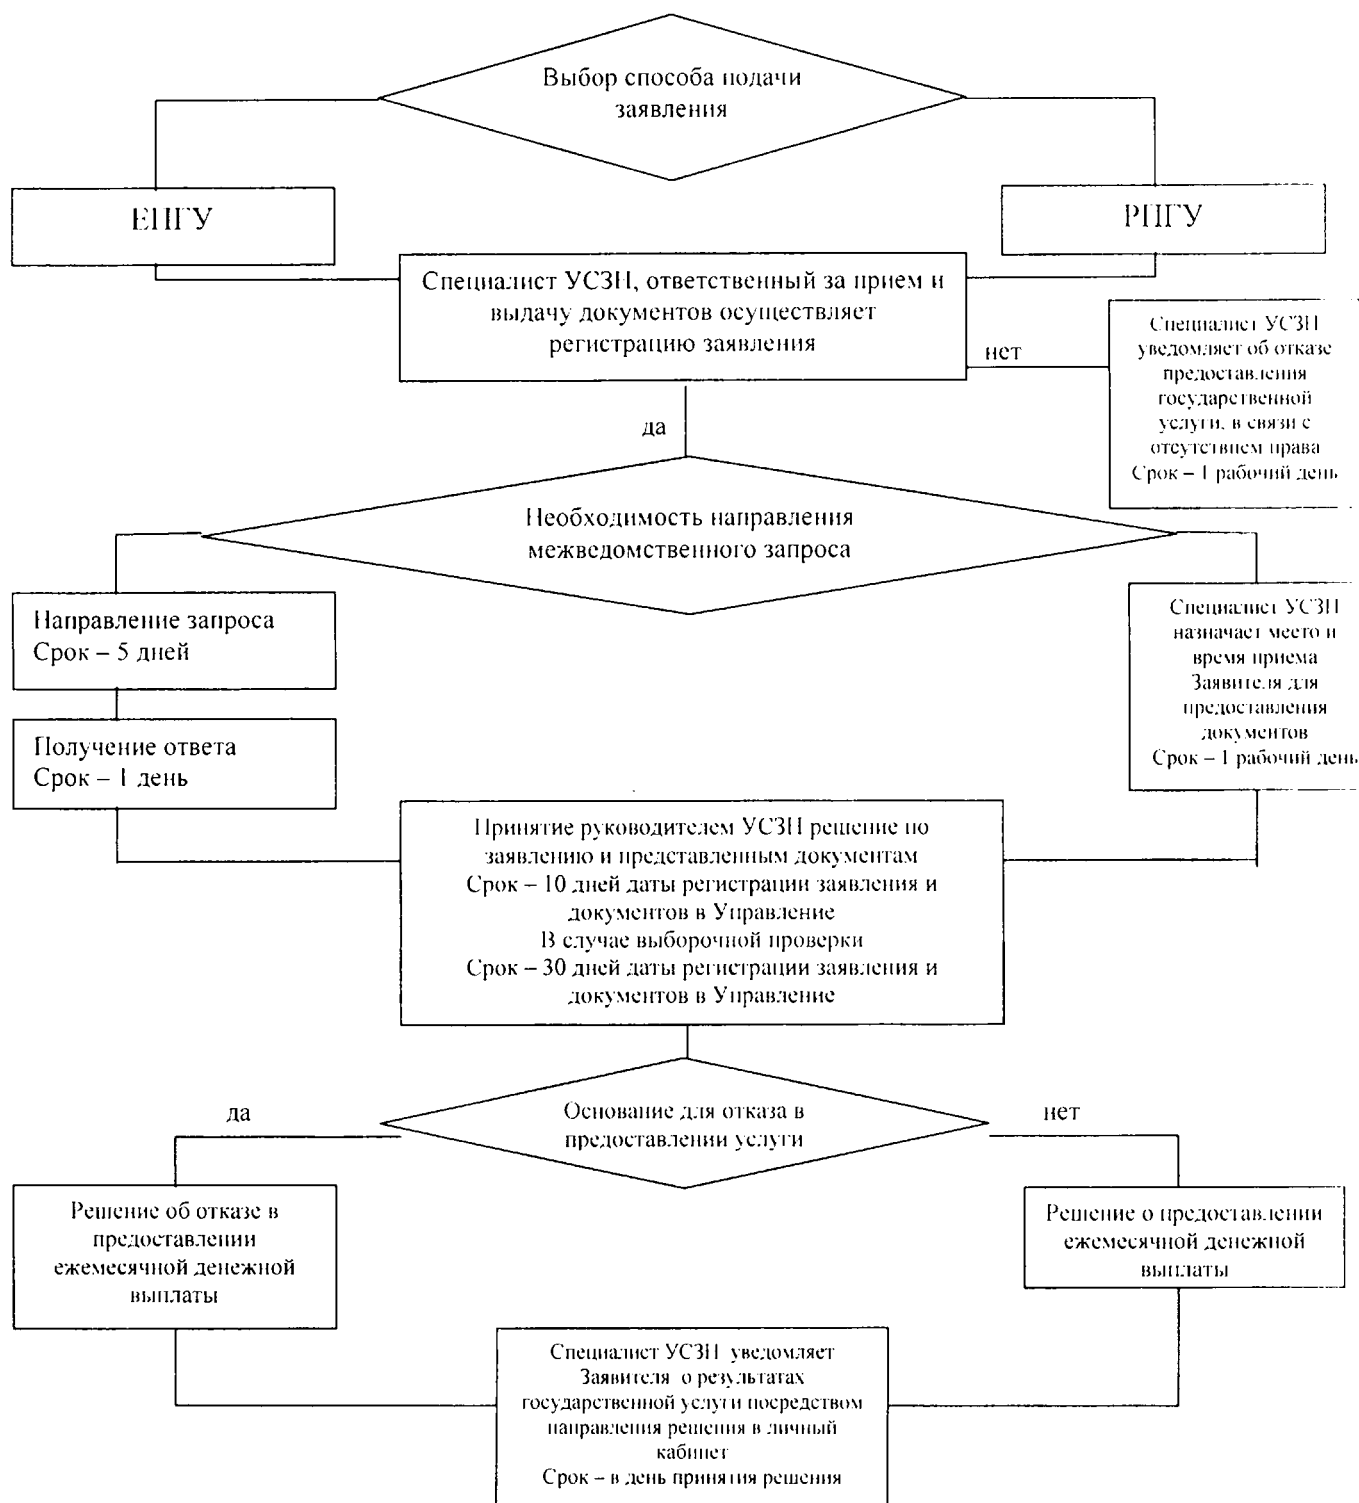 Выбор способа подачи
заявления
ЕПГУ
РПГУ
Специалист УСЗН, ответственный за прием и
выдачу документов осуществляет
регистрацию заявления
нет
Специалист УСЗН
уведомляет об отказе
предоставления
государственной
услуги, в связи с
отсутствием права
Срок – 1 рабочий день
да
Необходимость направления
межведомственного запроса
Направление запроса
Срок – 5 дней
Получение ответа
Срок – 1 день
Специалист УСЗН
назначает место и
время приема
Заявителя для
предоставления
документов
Срок – 1 рабочий день
Принятие руководителем УСЗН решение по
заявлению и представленным документам
Срок – 10 дней даты регистрации заявления и
документов в Управление
В случае выборочной проверки
Срок – 30 дней даты регистрации заявления и
документов в Управление
да
Основание для отказа в
предоставлении услуги
нет
Решение об отказе в
предоставлении
ежемесячной денежной
выплаты
Решение о предоставлении
ежемесячной денежной
выплаты
Специалист УСЗН уведомляет
Заявителя о результатах
государственной услуги посредством
направления решения в личный
кабинет
Срок – в день принятия решения